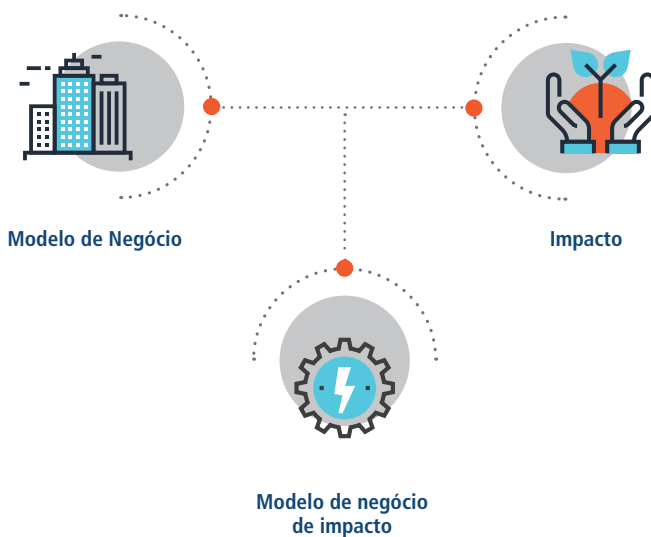 Modelo de Negócio
Impacto
Modelo de negócio
de impacto